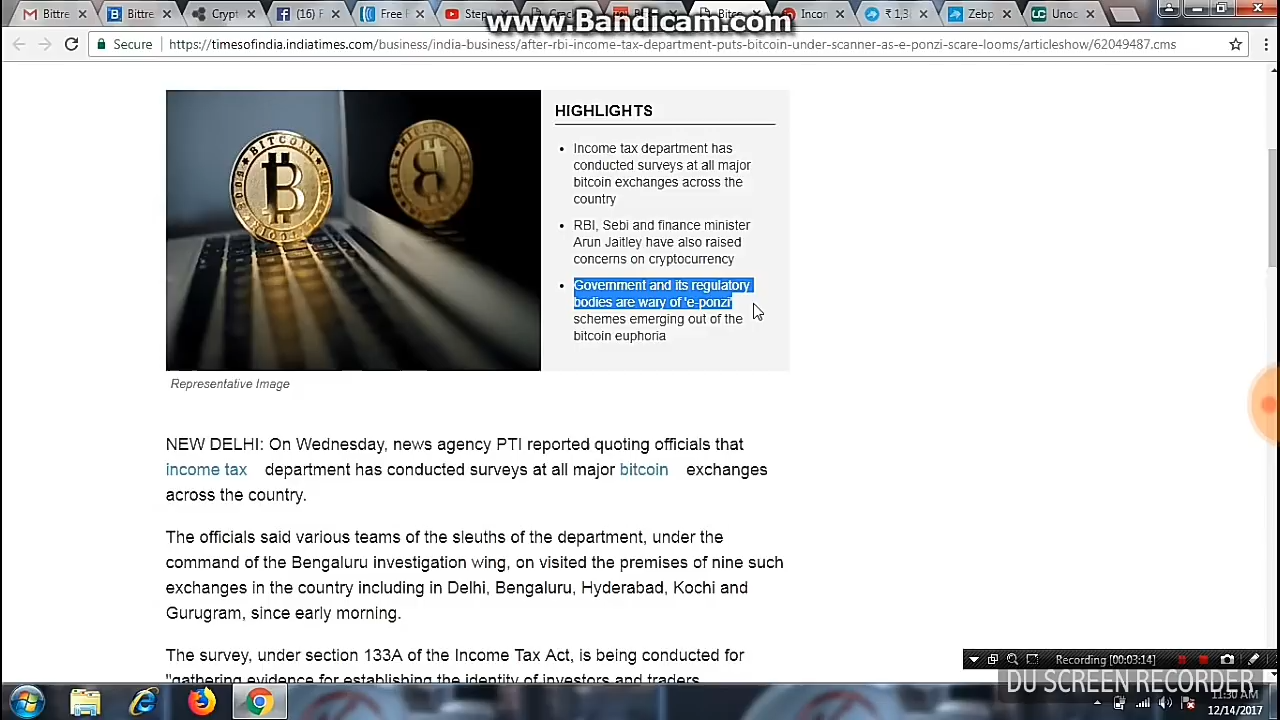 www.Bandicam.com
Bittre
Bittre
Crypt
(16) F
Free
Step
Bitco
Incon
₹ 1,3
Zebp
Unoc
Secure
https://timesofindia.indiatimes.com/business/india-business/after-rbi-income-tax-department-puts-bitcoin-under-scanner-as-e-ponzi-scare-looms/articleshow/62049487.cms
BITCOIN
B
HIGHLIGHTS
Income tax department has
conducted surveys at all major
bitcoin exchanges across the
country
RBI, Sebi and finance minister
Arun Jaitley have also raised
concerns on cryptocurrency
Government and its regulatory
bodies are wary of 'e-ponzi'
schemes emerging out of the
bitcoin euphoria
Representative Image
NEW DELHI: On Wednesday, news agency PTI reported quoting officials that
income tax department has conducted surveys at all major bitcoin exchanges
across the country.
The officials said various teams of the sleuths of the department, under the
command of the Bengaluru investigation wing, on visited the premises of nine such
exchanges in the country including in Delhi, Bengaluru, Hyderabad, Kochi and
Gurugram, since early morning.
The survey, under section 133A of the Income Tax Act, is being conducted for
"gathering evidence for establishing the identity of investors and traders
Recording [00:03:14]
DU SCREEN RECORDER
11:30 AM
12/14/2017